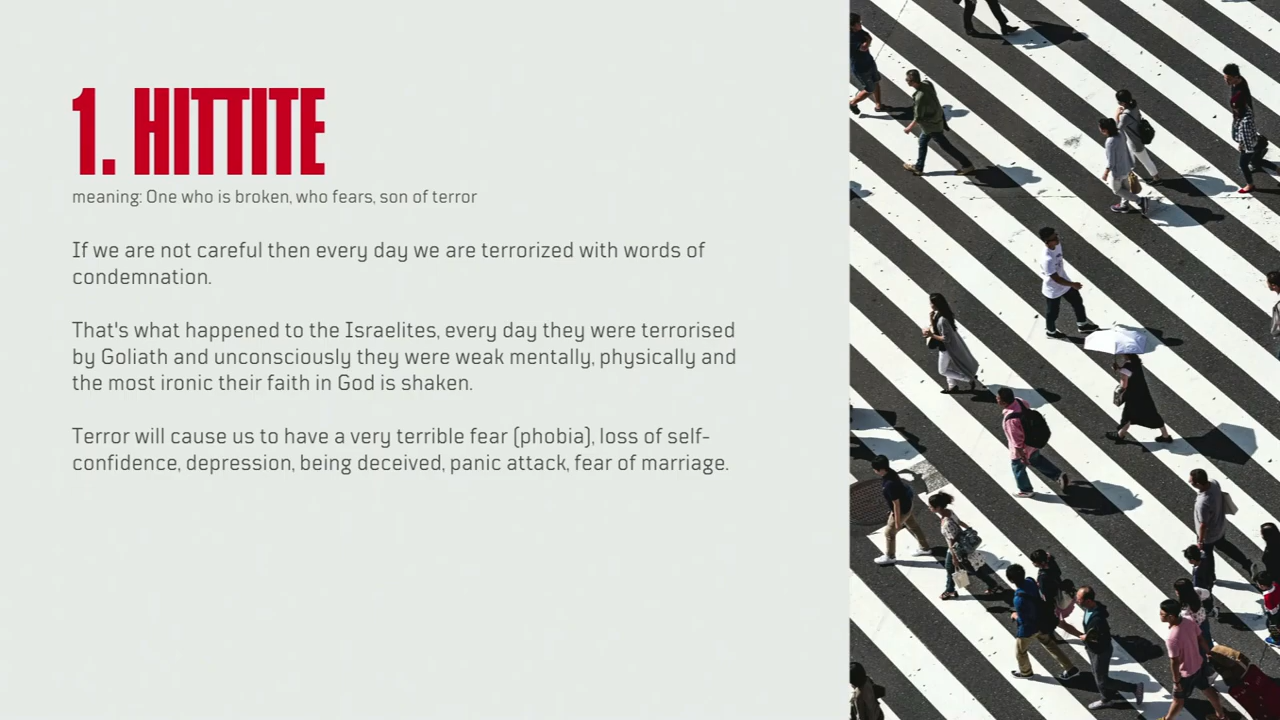 1. HITTITE
meaning: One who is broken, who fears, son of terror
If we are not careful then every day we are terrorized with words of
condemnation.
That's what happened to the Israelites, every day they were terrorised
by Goliath and unconsciously they were weak mentally, physically and
the most ironic their faith in God is shaken.
Terror will cause us to have a very terrible fear (phobia), loss of self-
confidence, depression, being deceived, panic attack, fear of marriage.